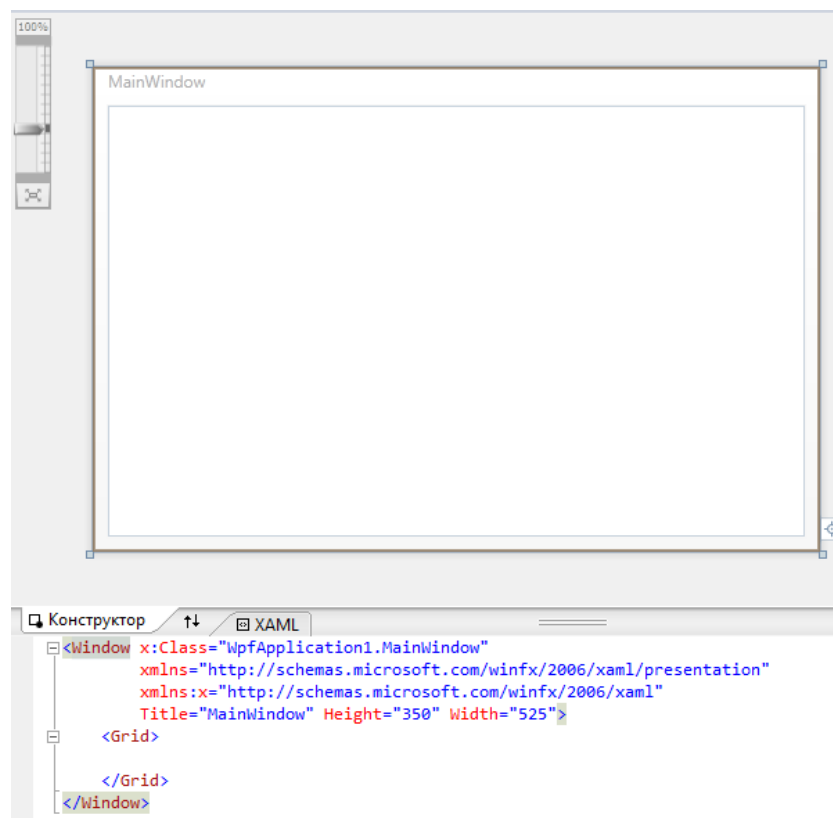 100%
MainWindow
Конструктор
XAML
<Window x:Class="WpfApplication1.MainWindow"
xmlns="http://schemas.microsoft.com/winfx/2006/xaml/presentation"
xmlns:x="http://schemas.microsoft.com/winfx/2006/xaml"
Title="MainWindow" Height="350" Width="525">
<Grid>
</Grid>
</Window>